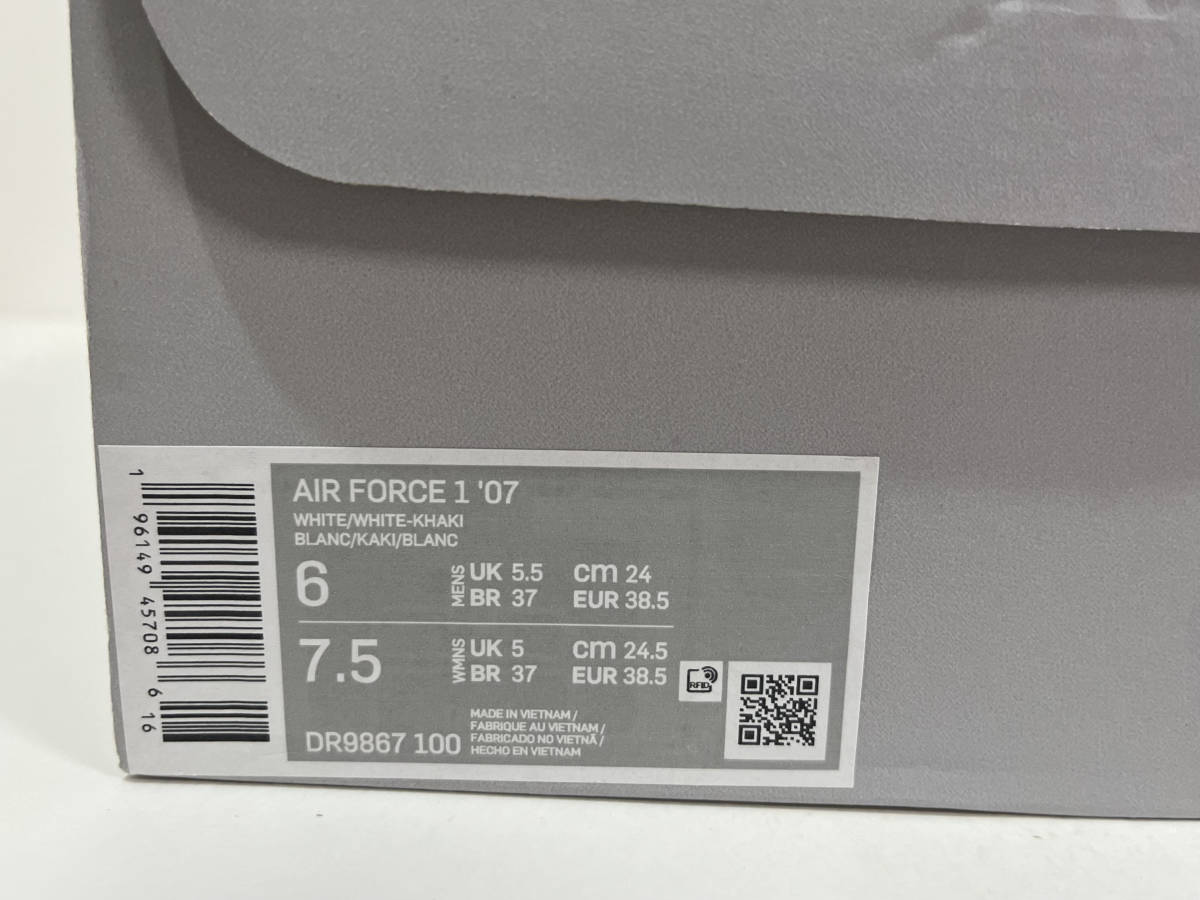 AIR FORCE 1 '07
WHITE/WHITE-KHAKI
BLANC/KAKI/BLANC
6 MENS UK 5.5 cm 24
BR 37 EUR 38.5
7.5 WMNS UK 5 cm 24.5
BR 37 EUR 38.5
RFID
DR9867 100
MADE IN VIETNAM /
FABRIQUE AU VIETNAM /
FABRICADO NO VIETNÃ /
HECHO EN VIETNAM
1 96149 45708 6 16